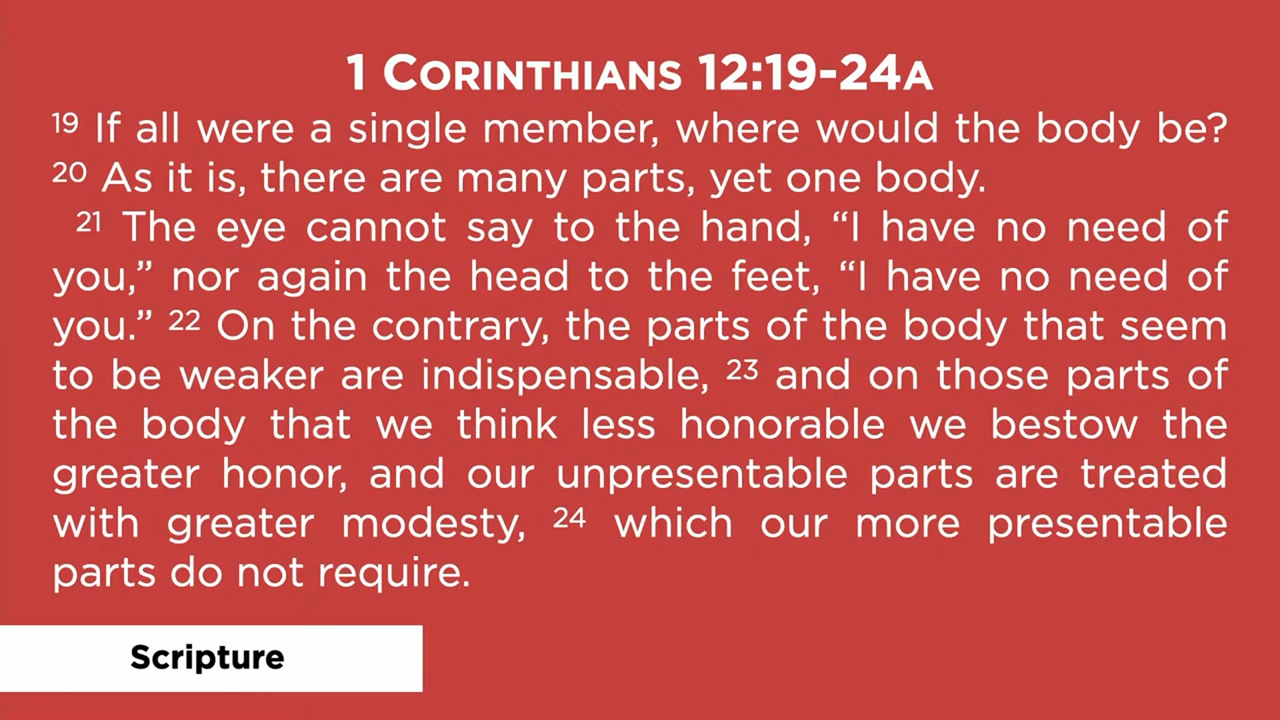 1 CORINTHIANS 12:19-24A
19 If all were a single member, where would the body be?
20 As it is, there are many parts, yet one body.
21 The eye cannot say to the hand, “I have no need of
you,” nor again the head to the feet, “I have no need of
you.” 22 On the contrary, the parts of the body that seem
to be weaker are indispensable, 23 and on those parts of
the body that we think less honorable we bestow the
greater honor, and our unpresentable parts are treated
with greater modesty, 24 which our more presentable
parts do not require.
Scripture